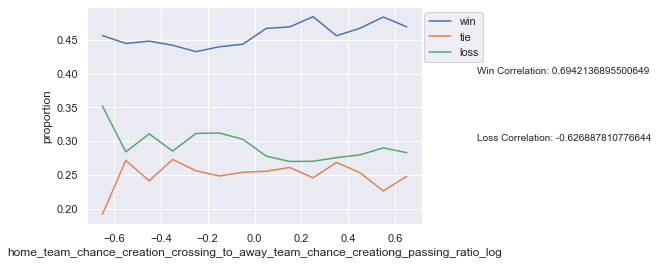 win
tie
loss
0.45
0.40
0.35
0.30
0.25
0.20
proportion
Win Correlation: 0.6942136895500649
Loss Correlation: -0.626887810776644
−0.6 −0.4 −0.2 0.0 0.2 0.4 0.6
home_team_chance_creation_crossing_to_away_team_chance_creationg_passing_ratio_log